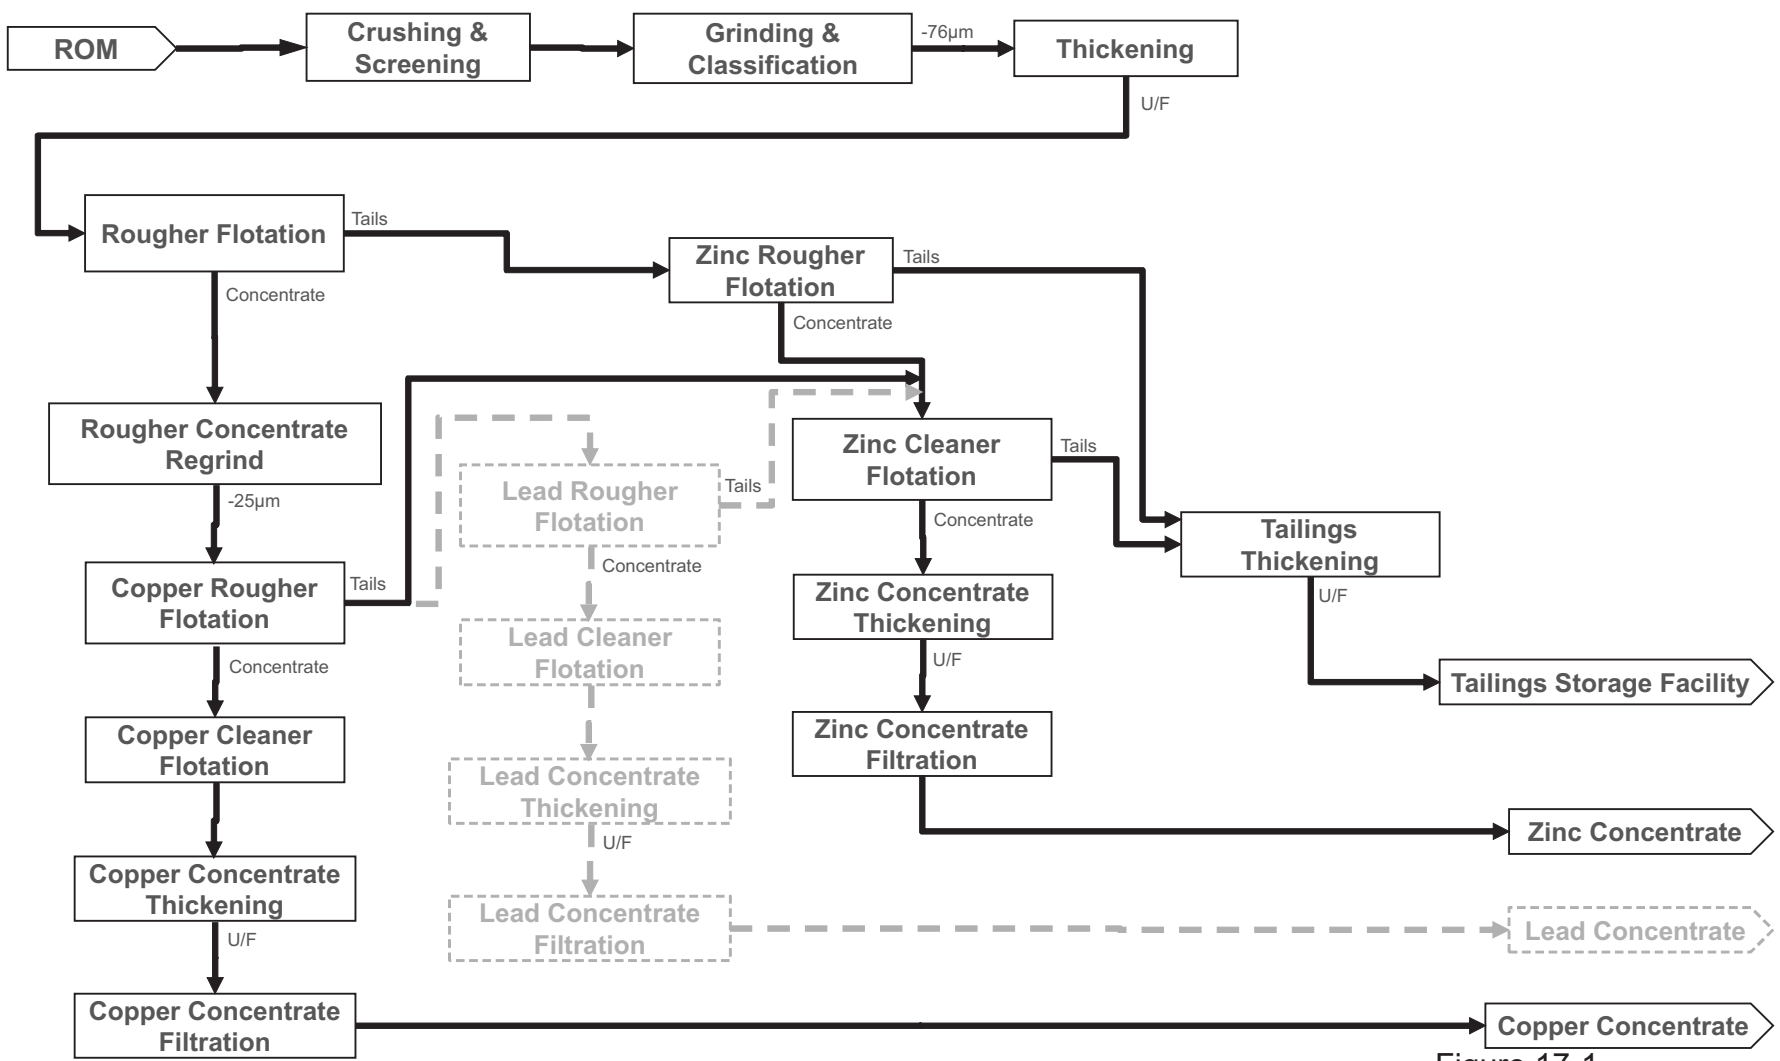 ROM
Crushing &
Screening
Grinding &
Classification
-76µm
Thickening
U/F
Rougher Flotation
Tails
Zinc Rougher
Flotation
Tails
Concentrate
Concentrate
Rougher Concentrate
Regrind
Zinc Cleaner
Flotation
Tails
Lead Rougher
Flotation
Tails
-25µm
Concentrate
Tailings
Thickening
Copper Rougher
Flotation
Tails
Concentrate
Zinc Concentrate
Thickening
U/F
Lead Cleaner
Flotation
Concentrate
U/F
Tailings Storage Facility
Copper Cleaner
Flotation
Zinc Concentrate
Filtration
Lead Concentrate
Thickening
U/F
Zinc Concentrate
Copper Concentrate
Thickening
U/F
Lead Concentrate
Filtration
Lead Concentrate
Copper Concentrate
Filtration
Copper Concentrate
Figure 17-1